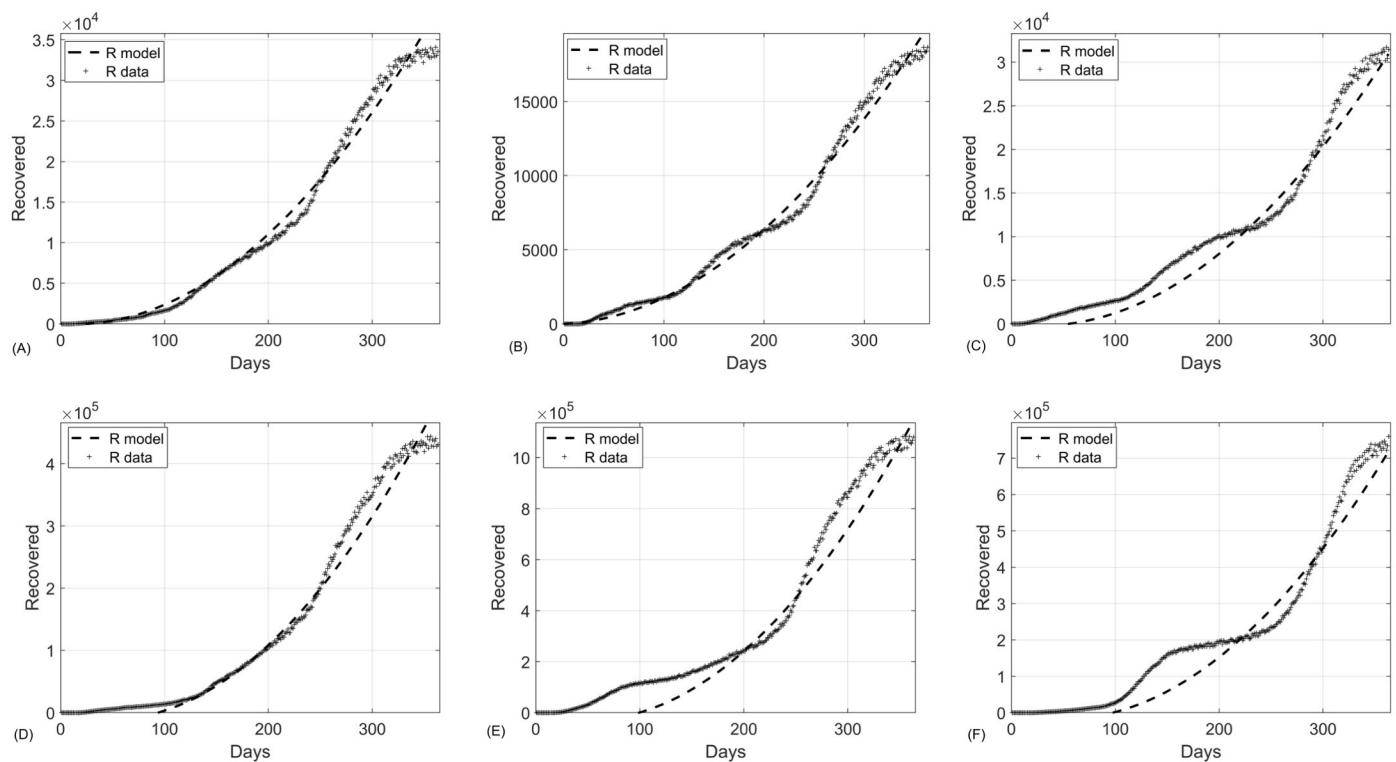 ×10⁴
3.5
3
2.5
2
1.5
1
0.5
0
Recovered
R model
R data
0 100 200 300
Days
(A)
15000
10000
5000
0
Recovered
R model
R data
0 100 200 300
Days
(B)
×10⁴
3
2.5
2
1.5
1
0.5
0
Recovered
R model
R data
0 100 200 300
Days
(C)
×10⁵
4
3
2
1
0
Recovered
R model
R data
0 100 200 300
Days
(D)
×10⁵
10
8
6
4
2
0
Recovered
R model
R data
0 100 200 300
Days
(E)
×10⁵
7
6
5
4
3
2
1
0
Recovered
R model
R data
0 100 200 300
Days
(F)